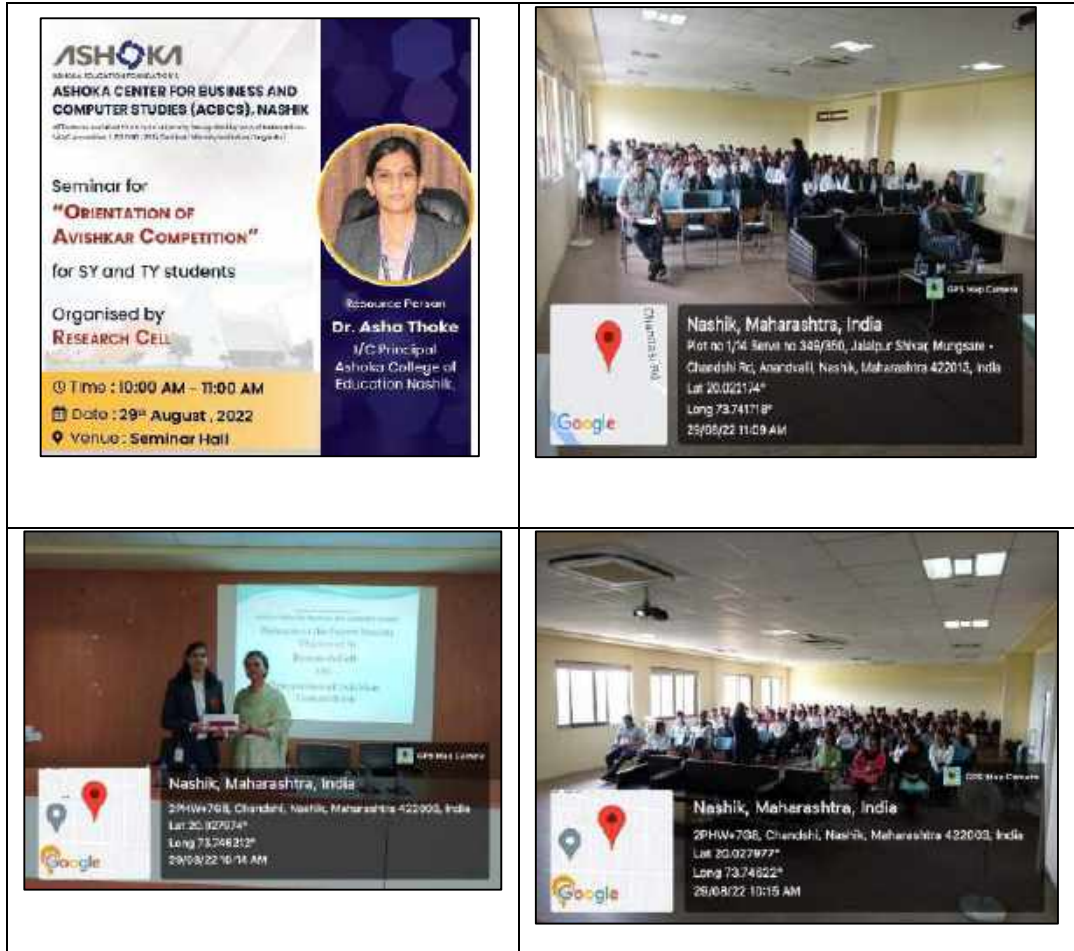 ASHOKA
ASHOKA CENTER FOR BUSINESS AND
COMPUTER STUDIES (ACBCS), NASHIK
Seminar for
"ORIENTATION OF
AVISHKAR COMPETITION"
for SY and TY students
Organised by
RESEARCH CELL
Time : 10:00 AM – 11:00 AM
Date : 29th August , 2022
Venue : Seminar Hall
Resource Person
Dr. Asha Thoke
I/C Principal
Ashoka College of
Education Nashik.
GPS Map Camera
Google
Nashik, Maharashtra, India
Plot no 1/14 349/350, Jalalpur Shivar, Mungsare -
Chandshi Rd, Anandvalli, Nashik, Maharashtra 422013, India
Lat 20.022174°
Long 73.741718°
29/08/22 11:09 AM
GPS Map Camera
Google
Nashik, Maharashtra, India
2PHW+7G8, Chandshi, Nashik, Maharashtra 422003, India
Long 73.746212°
29/08/22 10:14 AM
GPS Map Camera
Google
Nashik, Maharashtra, India
2PHW+7G8, Chandshi, Nashik, Maharashtra 422003, India
Lat 20.027977°
Long 73.74622°
29/08/22 10:15 AM